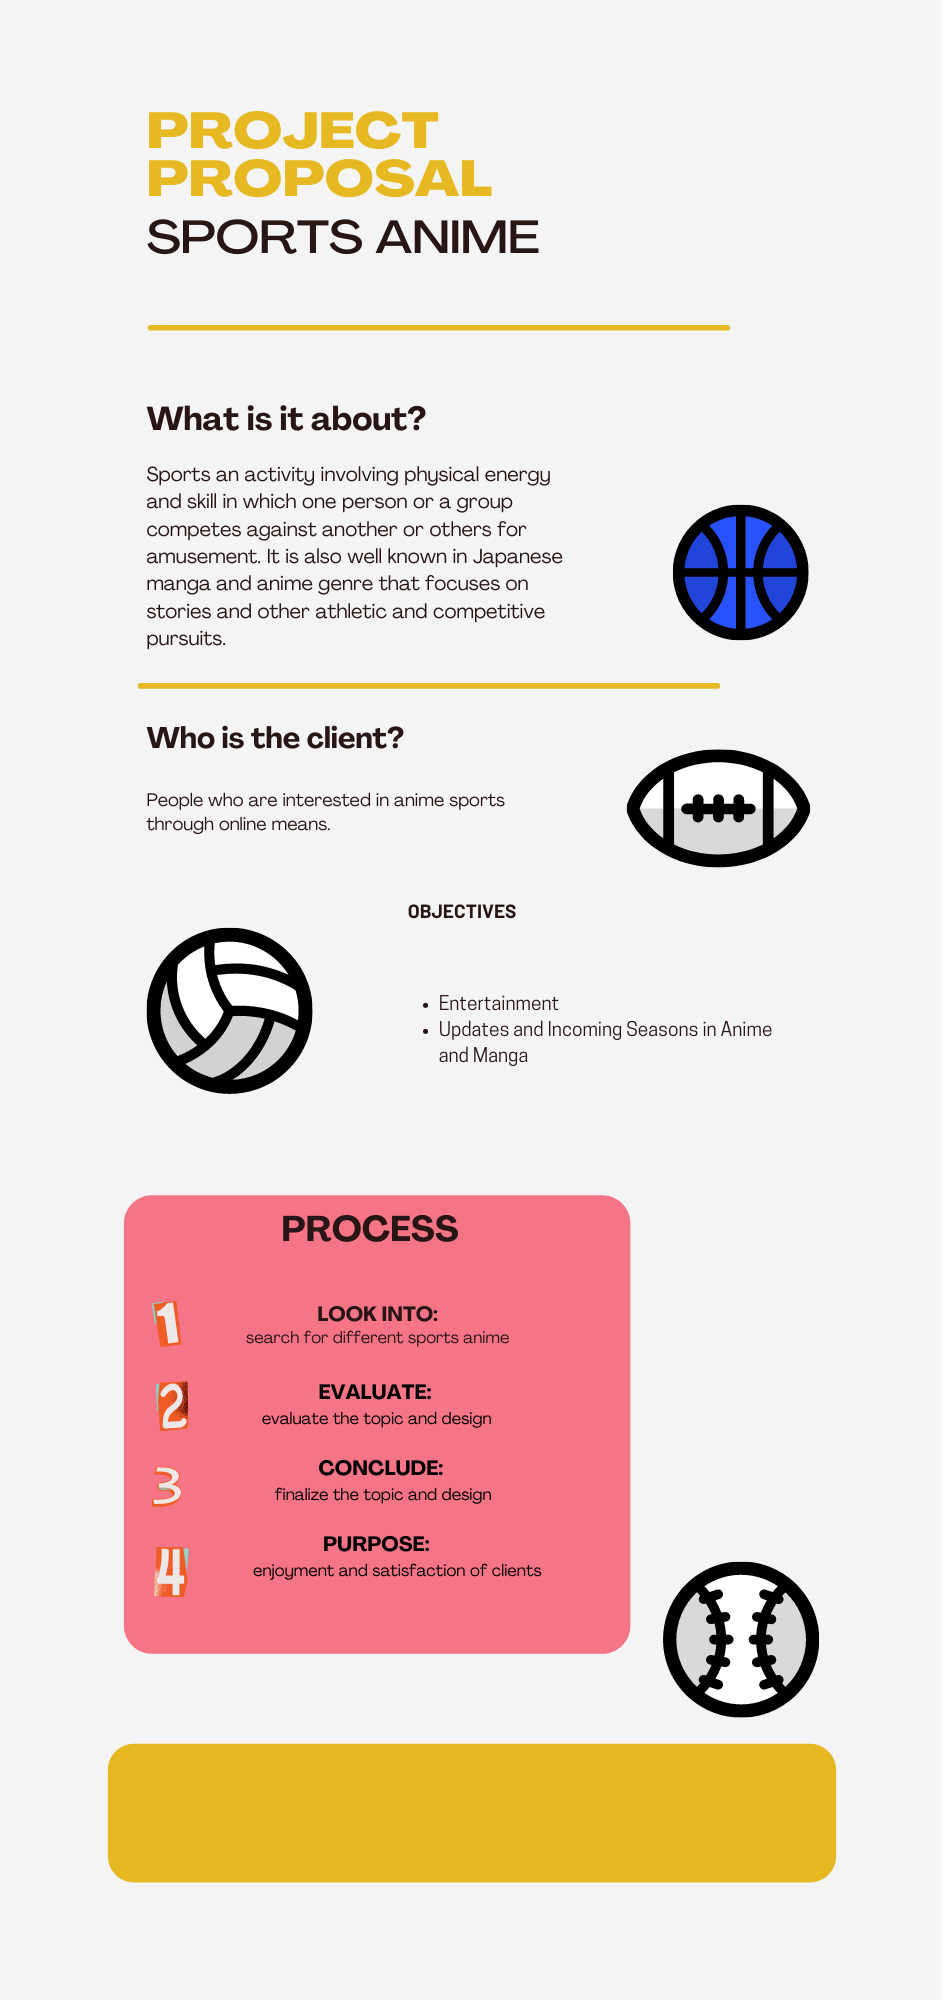 PROJECT
PROPOSAL
SPORTS ANIME
What is it about?
Sports an activity involving physical energy
and skill in which one person or a group
competes against another or others for
amusement. It is also well known in Japanese
manga and anime genre that focuses on
stories and other athletic and competitive
pursuits.
Who is the client?
People who are interested in anime sports
through online means.
OBJECTIVES
• Entertainment
• Updates and Incoming Seasons in Anime
and Manga
PROCESS
1
LOOK INTO:
search for different sports anime
2
EVALUATE:
evaluate the topic and design
3
CONCLUDE:
finalize the topic and design
4
PURPOSE:
enjoyment and satisfaction of clients